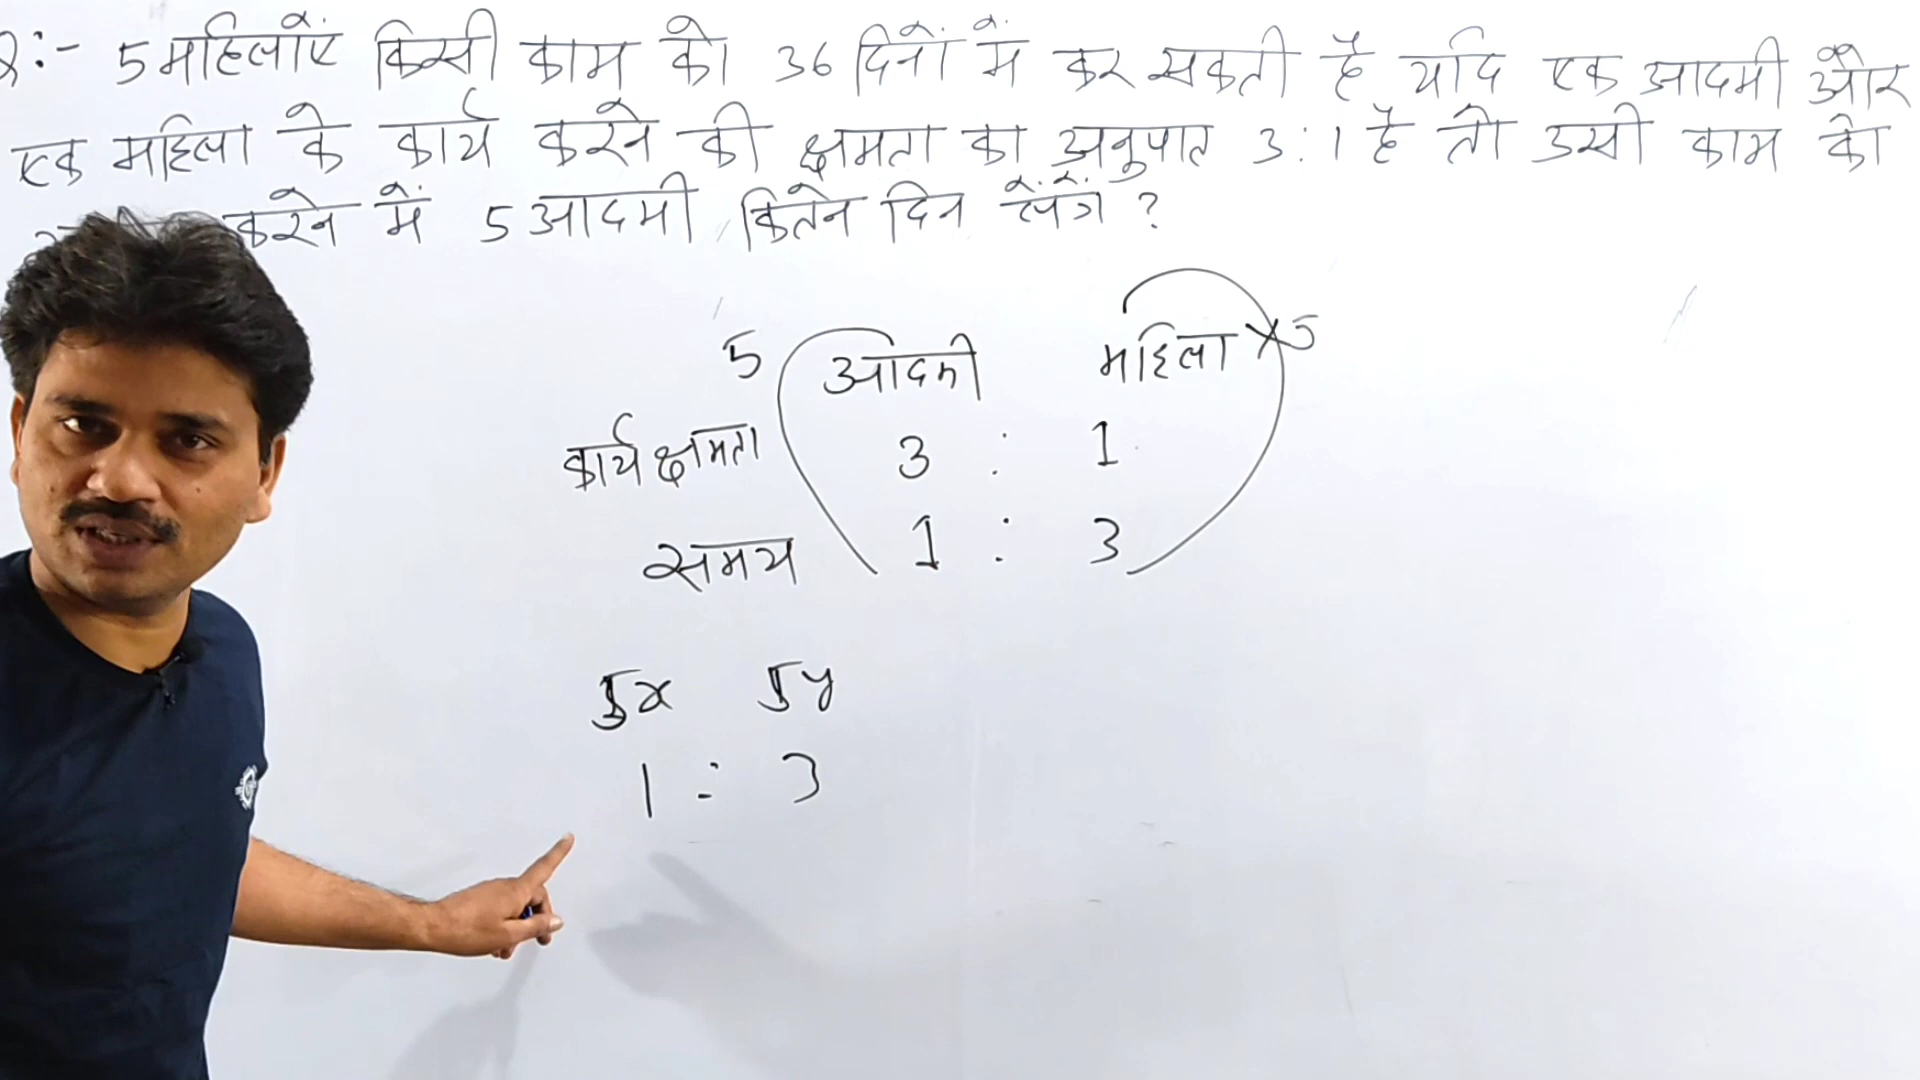 :- 5 महिलाएं किसी काम को 36 दिनों में कर सकती है यदि एक आदमी और
एक महिला के कार्य करने की क्षमता का अनुपात 3:1 है तो उसी काम को
करने में 5 आदमी कितने दिन लेंगे ?
5 आदमी महिला x5
कार्यक्षमता 3 : 1
समय 1 : 3
5x 5y
1 : 3